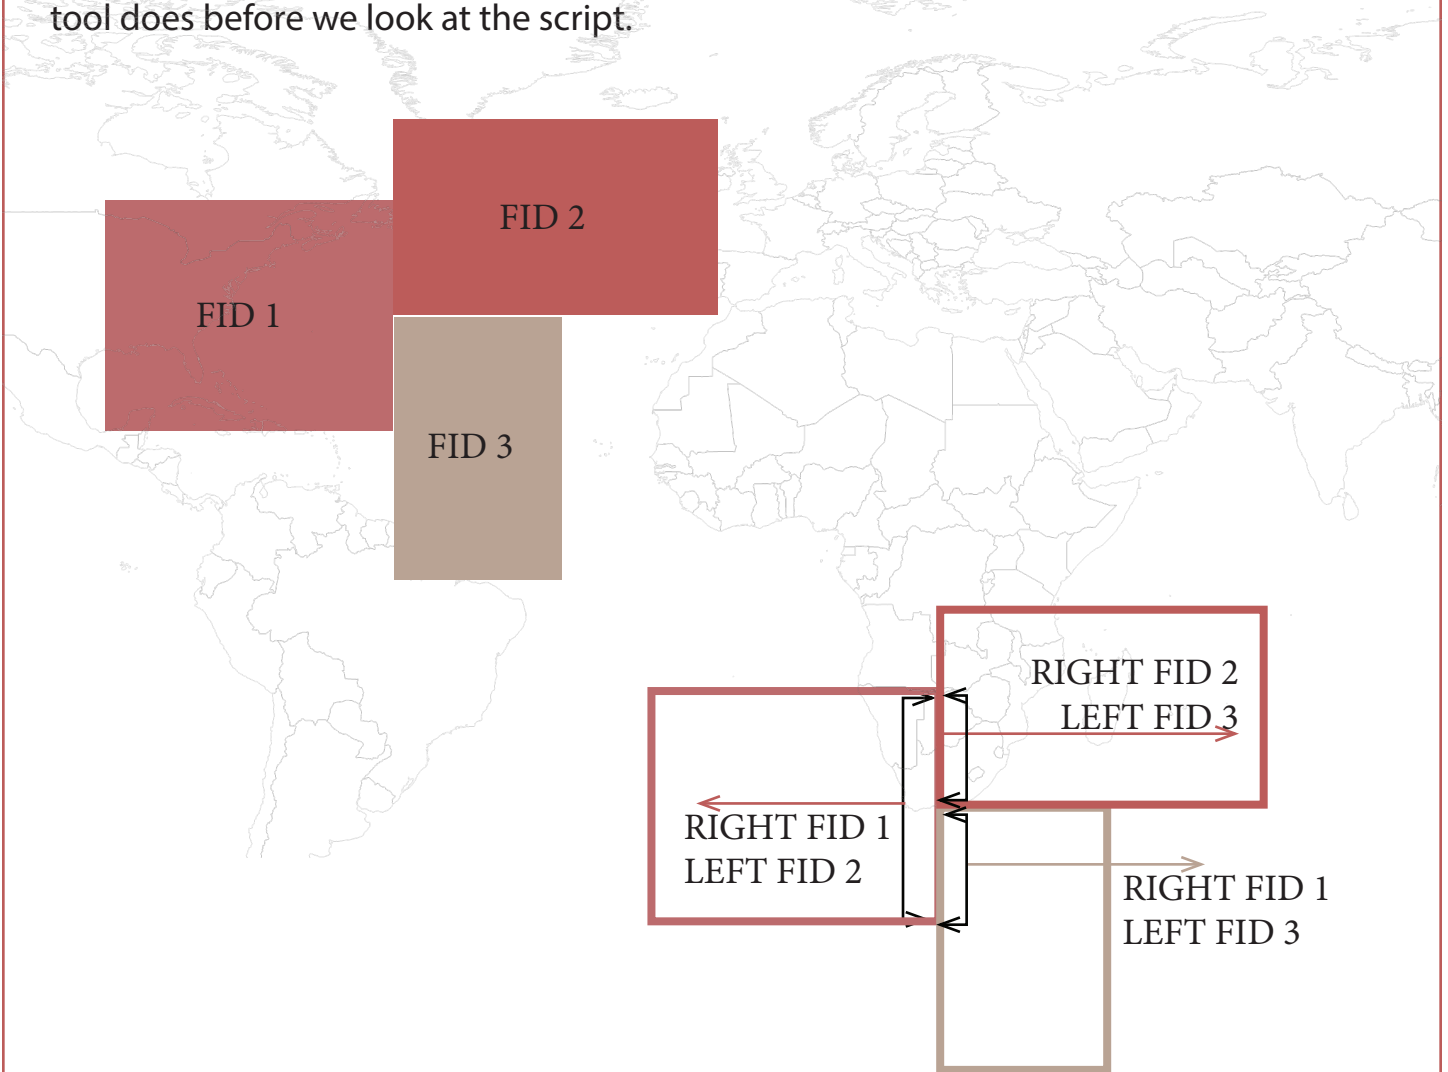 tool does before we look at the script.
FID 2
FID 1
FID 3
RIGHT FID 2
LEFT FID 3
RIGHT FID 1
LEFT FID 2
RIGHT FID 1
LEFT FID 3